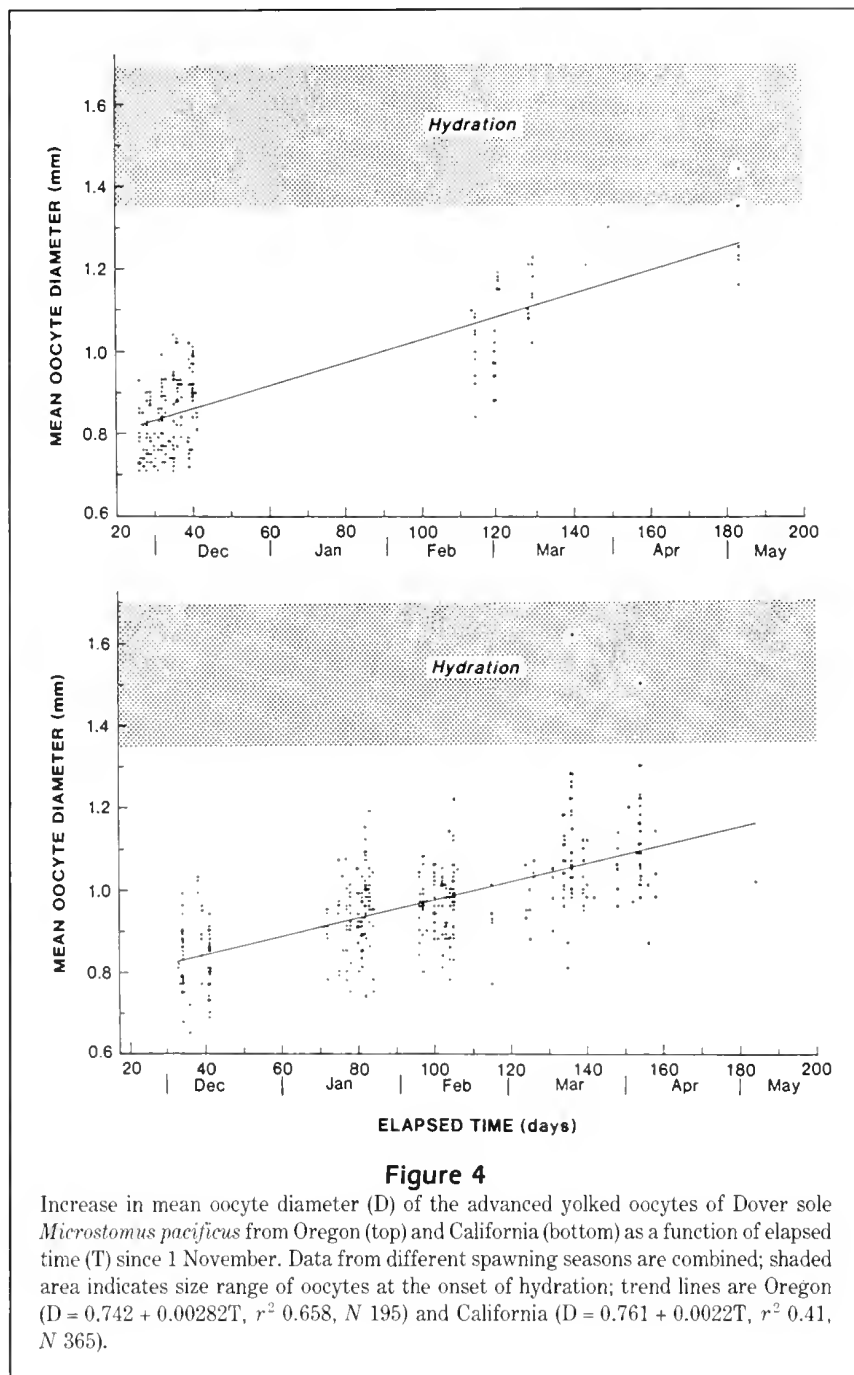 1.6
1.4
1.2
1.0
0.8
0.6
MEAN OOCYTE DIAMETER (mm)
Hydration
20 40 60 80 100 120 140 160 180 200
| Dec | Jan | Feb | Mar | Apr | May
1.6
1.4
1.2
1.0
0.8
0.6
MEAN OOCYTE DIAMETER (mm)
Hydration
20 40 60 80 100 120 140 160 180 200
| Dec | Jan | Feb | Mar | Apr | May
ELAPSED TIME (days)
Figure 4
Increase in mean oocyte diameter (D) of the advanced yolked oocytes of Dover sole
Microstomus pacificus from Oregon (top) and California (bottom) as a function of elapsed
time (T) since 1 November. Data from different spawning seasons are combined; shaded
area indicates size range of oocytes at the onset of hydration; trend lines are Oregon
(D = 0.742 + 0.00282T, r² 0.658, N 195) and California (D = 0.761 + 0.0022T, r² 0.41,
N 365).